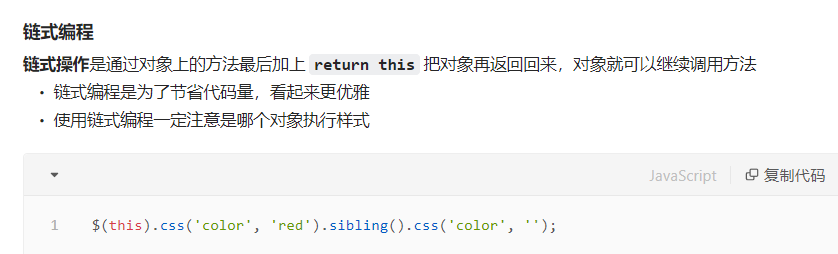 链式编程
链式操作是通过对象上的方法最后加上 return this 把对象再返回回来，对象就可以继续调用方法
• 链式编程是为了节省代码量，看起来更优雅
• 使用链式编程一定注意是哪个对象执行样式
JavaScript 复制代码
1 $(this).css('color', 'red').sibling().css('color', '');